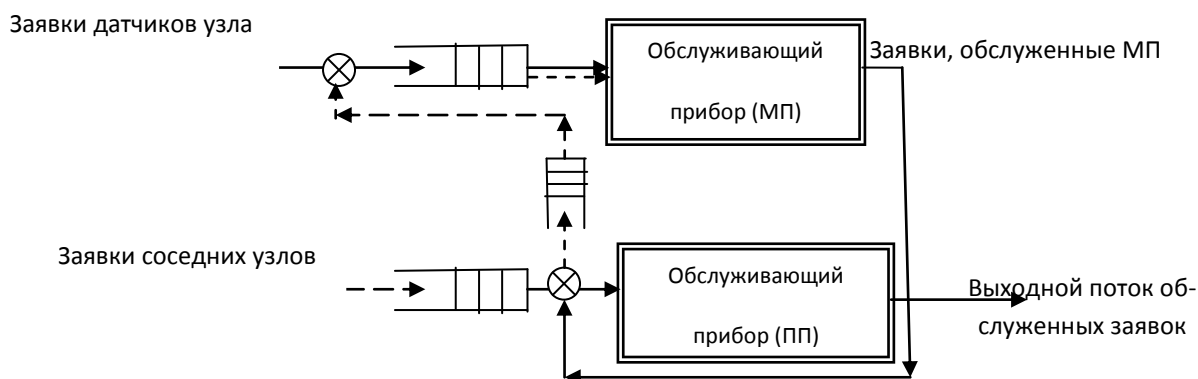 Заявки датчиков узла
Обслуживающий
прибор (МП)
Заявки, обслуженные МП
Заявки соседних узлов
Обслуживающий
прибор (ПП)
Выходной поток об-
служенных заявок